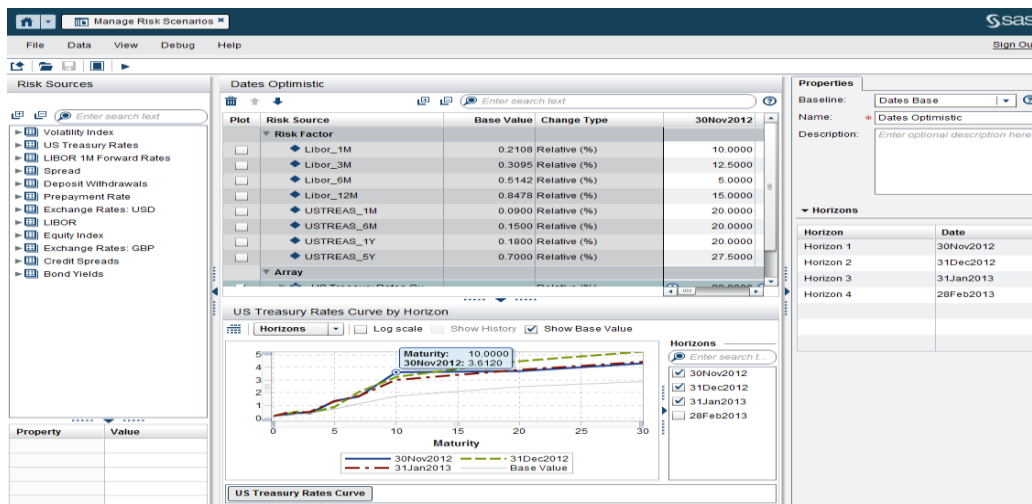 Manage Risk Scenarios
sas
File Data View Debug Help
Sign Ou
Risk Sources
Enter search text
Volatility Index
US Treasury Rates
LIBOR 1M Forward Rates
Spread
Deposit Withdrawals
Prepayment Rate
Exchange Rates: USD
LIBOR
Equity Index
Exchange Rates: GBP
Credit Spreads
Bond Yields
Property Value
Dates Optimistic
Enter search text
Plot Risk Source Base Value Change Type 30Nov2012
Risk Factor
Libor_1M 0.2108 Relative (%) 10.0000
Libor_3M 0.3095 Relative (%) 12.5000
Libor_6M 0.5142 Relative (%) 5.0000
Libor_12M 0.8478 Relative (%) 15.0000
USTREAS_1M 0.0900 Relative (%) 20.0000
USTREAS_6M 0.1500 Relative (%) 20.0000
USTREAS_1Y 0.1800 Relative (%) 20.0000
USTREAS_5Y 0.7000 Relative (%) 27.5000
Array
US Treasury Rates Curve by Horizon
Horizons Log scale Show History Show Base Value
Maturity: 10.0000
30Nov2012: 3.6120
5
4
3
2
1
0
0 5 10 15 20 25 30
Maturity
30Nov2012 31Dec2012
31Jan2013 Base Value
US Treasury Rates Curve
Horizons
Enter search t...
30Nov2012
31Dec2012
31Jan2013
28Feb2013
Properties
Baseline: Dates Base
Name: * Dates Optimistic
Description: Enter optional description here
Horizons
Horizon Date
Horizon 1 30Nov2012
Horizon 2 31Dec2012
Horizon 3 31Jan2013
Horizon 4 28Feb2013